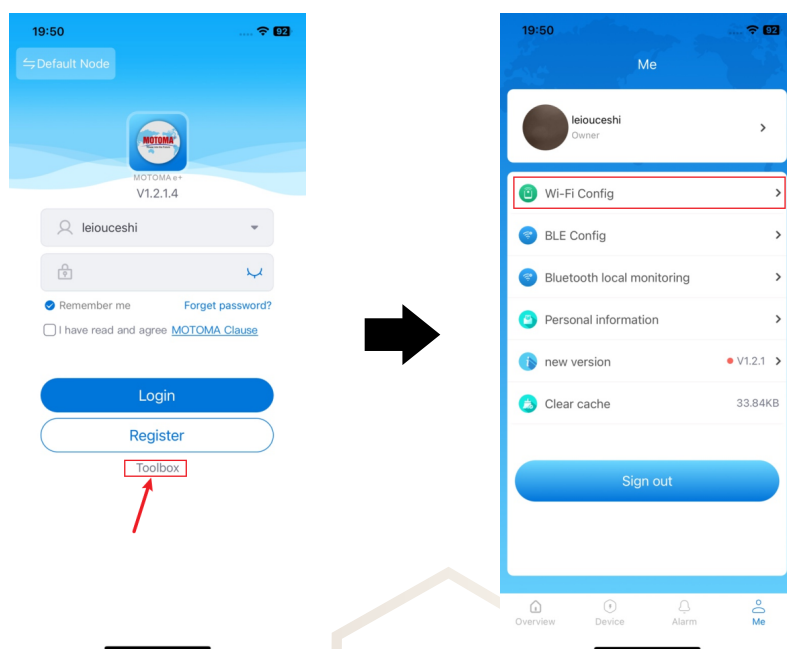 19:50
92
Default Node
MOTOMA
MOTOMA e+
V1.2.1.4
leiouceshi
Remember me
Forget password?
I have read and agree MOTOMA Clause
Login
Register
Toolbox
19:50
92
Me
leiouceshi
Owner
Wi-Fi Config
BLE Config
Bluetooth local monitoring
Personal information
new version
V1.2.1
Clear cache
33.84KB
Sign out
Overview
Device
Alarm
Me